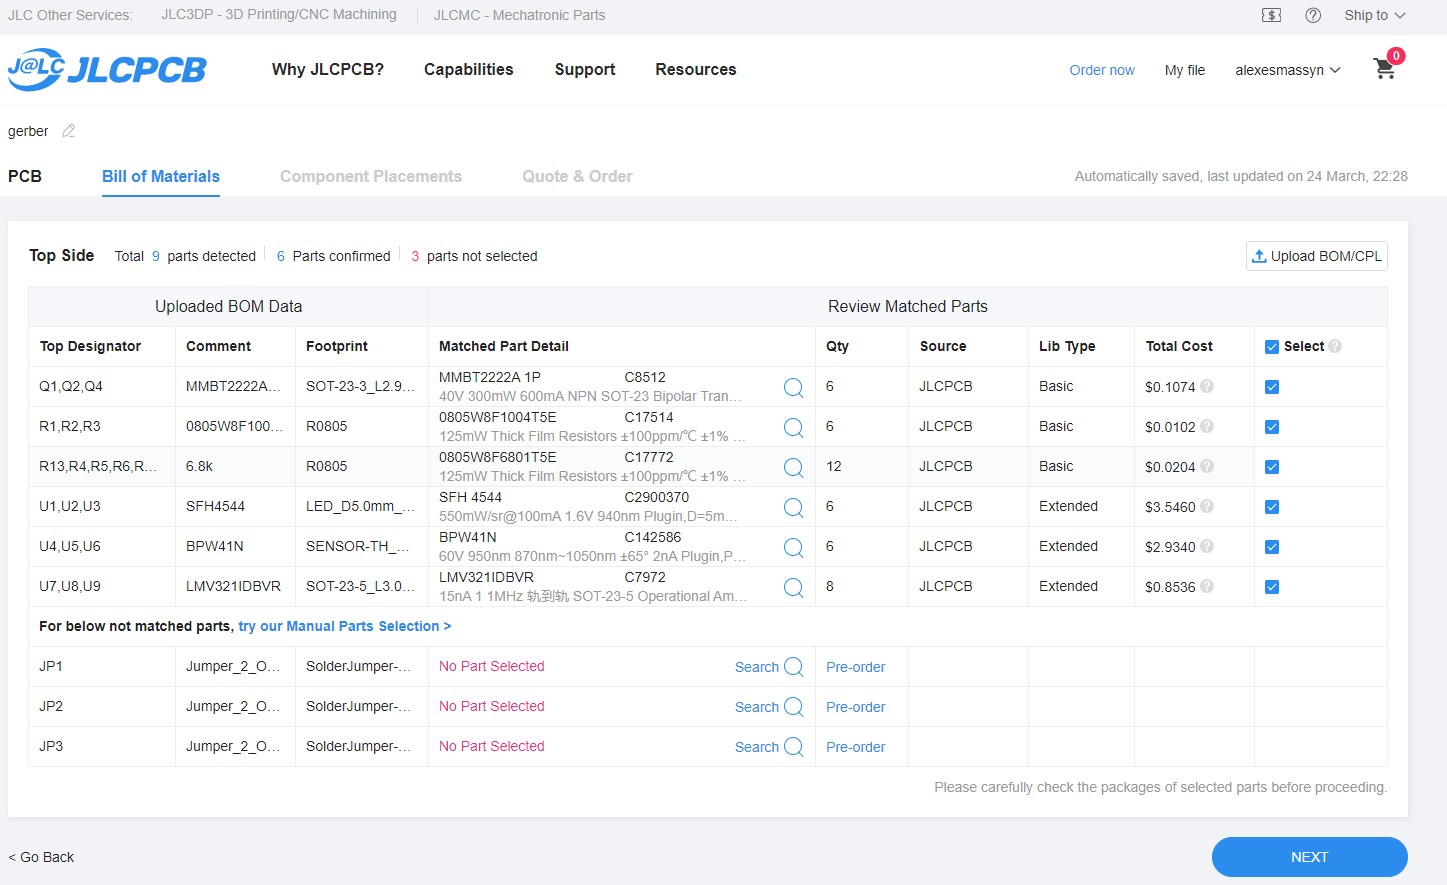 JLC Other Services: JLC3DP - 3D Printing/CNC Machining JLCMC - Mechatronic Parts $ ? Ship to
J@LC JLCPCB Why JLCPCB? Capabilities Support Resources Order now My file alexesmassyn 0
gerber
PCB Bill of Materials Component Placements Quote & Order Automatically saved, last updated on 24 March, 22:28
Top Side Total 9 parts detected 6 Parts confirmed 3 parts not selected Upload BOM/CPL
Uploaded BOM Data Review Matched Parts
Top Designator Comment Footprint Matched Part Detail Qty Source Lib Type Total Cost Select ?
Q1,Q2,Q4 MMBT2222A... SOT-23-3_L2.9... MMBT2222A 1P C8512 6 JLCPCB Basic $0.1074 ?
40V 300mW 600mA NPN SOT-23 Bipolar Tran...
R1,R2,R3 0805W8F100... R0805 0805W8F1004T5E C17514 6 JLCPCB Basic $0.0102 ?
125mW Thick Film Resistors ±100ppm/℃ ±1% ...
R13,R4,R5,R6,R... 6.8k R0805 0805W8F6801T5E C17772 12 JLCPCB Basic $0.0204 ?
125mW Thick Film Resistors ±100ppm/℃ ±1% ...
U1,U2,U3 SFH4544 LED_D5.0mm_... SFH 4544 C2900370 6 JLCPCB Extended $3.5460 ?
550mW/sr@100mA 1.6V 940nm Plugin,D=5m...
U4,U5,U6 BPW41N SENSOR-TH_... BPW41N C142586 6 JLCPCB Extended $2.9340 ?
60V 950nm 870nm~1050nm ±65° 2nA Plugin,P...
U7,U8,U9 LMV321IDBVR SOT-23-5_L3.0... LMV321IDBVR C7972 8 JLCPCB Extended $0.8536 ?
15nA 1 1MHz 轨到轨 SOT-23-5 Operational Am...
For below not matched parts, try our Manual Parts Selection >
JP1 Jumper_2_O... SolderJumper-... No Part Selected Search Pre-order
JP2 Jumper_2_O... SolderJumper-... No Part Selected Search Pre-order
JP3 Jumper_2_O... SolderJumper-... No Part Selected Search Pre-order
Please carefully check the packages of selected parts before proceeding.
< Go Back NEXT